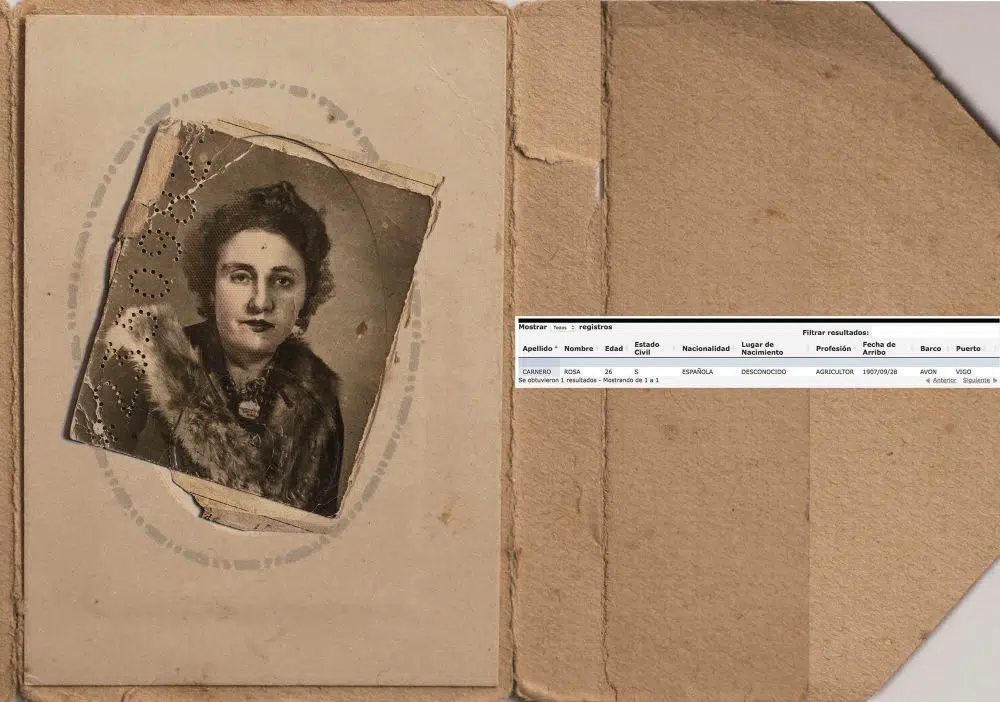 Mostrar Todos registros
Filtrar resultados:
Apellido Nombre Edad Estado Civil Nacionalidad Lugar de Nacimiento Profesión Fecha de Arribo Barco Puerto
CARNERO ROSA 26 S ESPAÑOLA DESCONOCIDO AGRICULTOR 1907/09/28 AVON VIGO
Se obtuvieron 1 resultados - Mostrando de 1 a 1
Anterior Siguiente